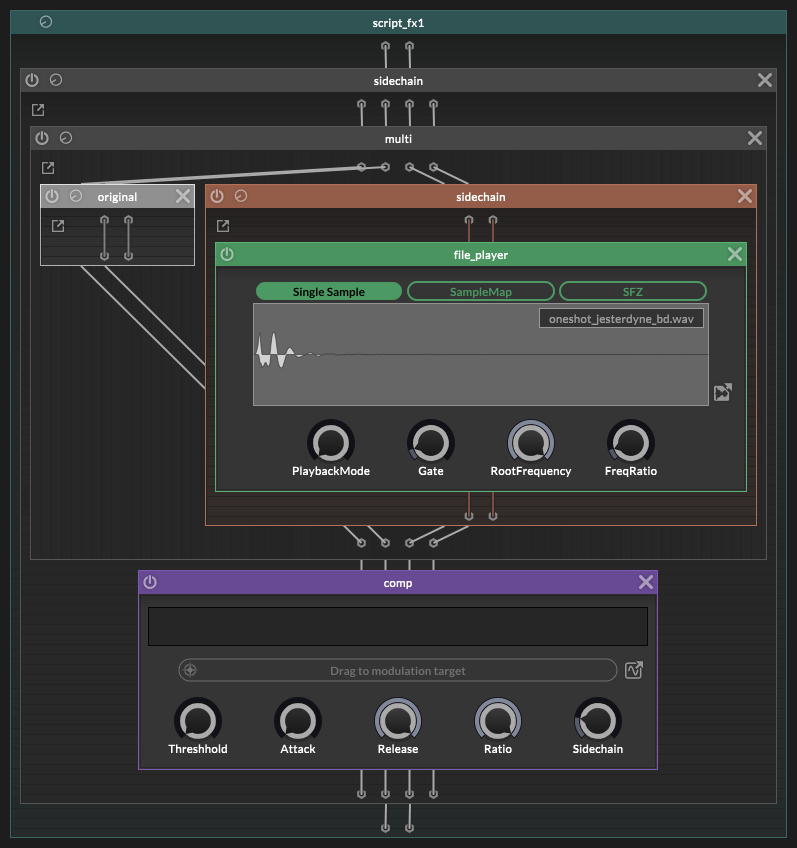 script_fx1
sidechain
multi
original
sidechain
file_player
Single Sample SampleMap SFZ
oneshot_jesterdyne_bd.wav
PlaybackMode Gate RootFrequency FreqRatio
comp
Drag to modulation target
Threshhold Attack Release Ratio Sidechain